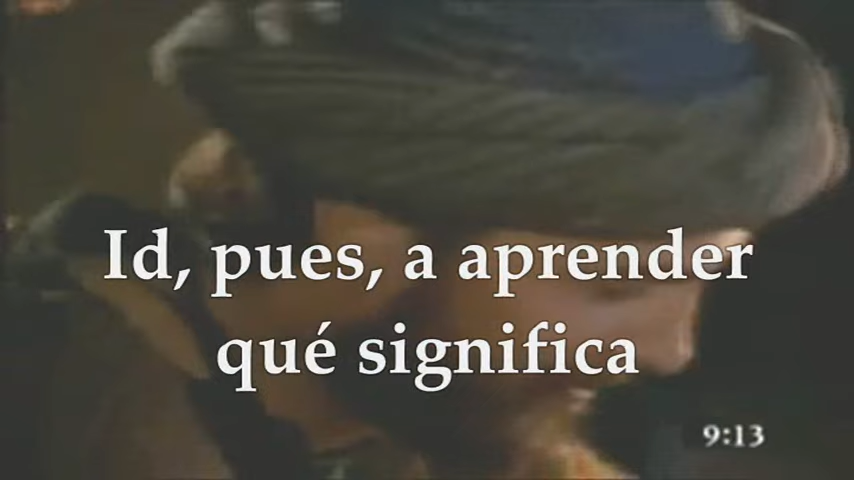 Id, pues, a aprender
qué significa
9:13